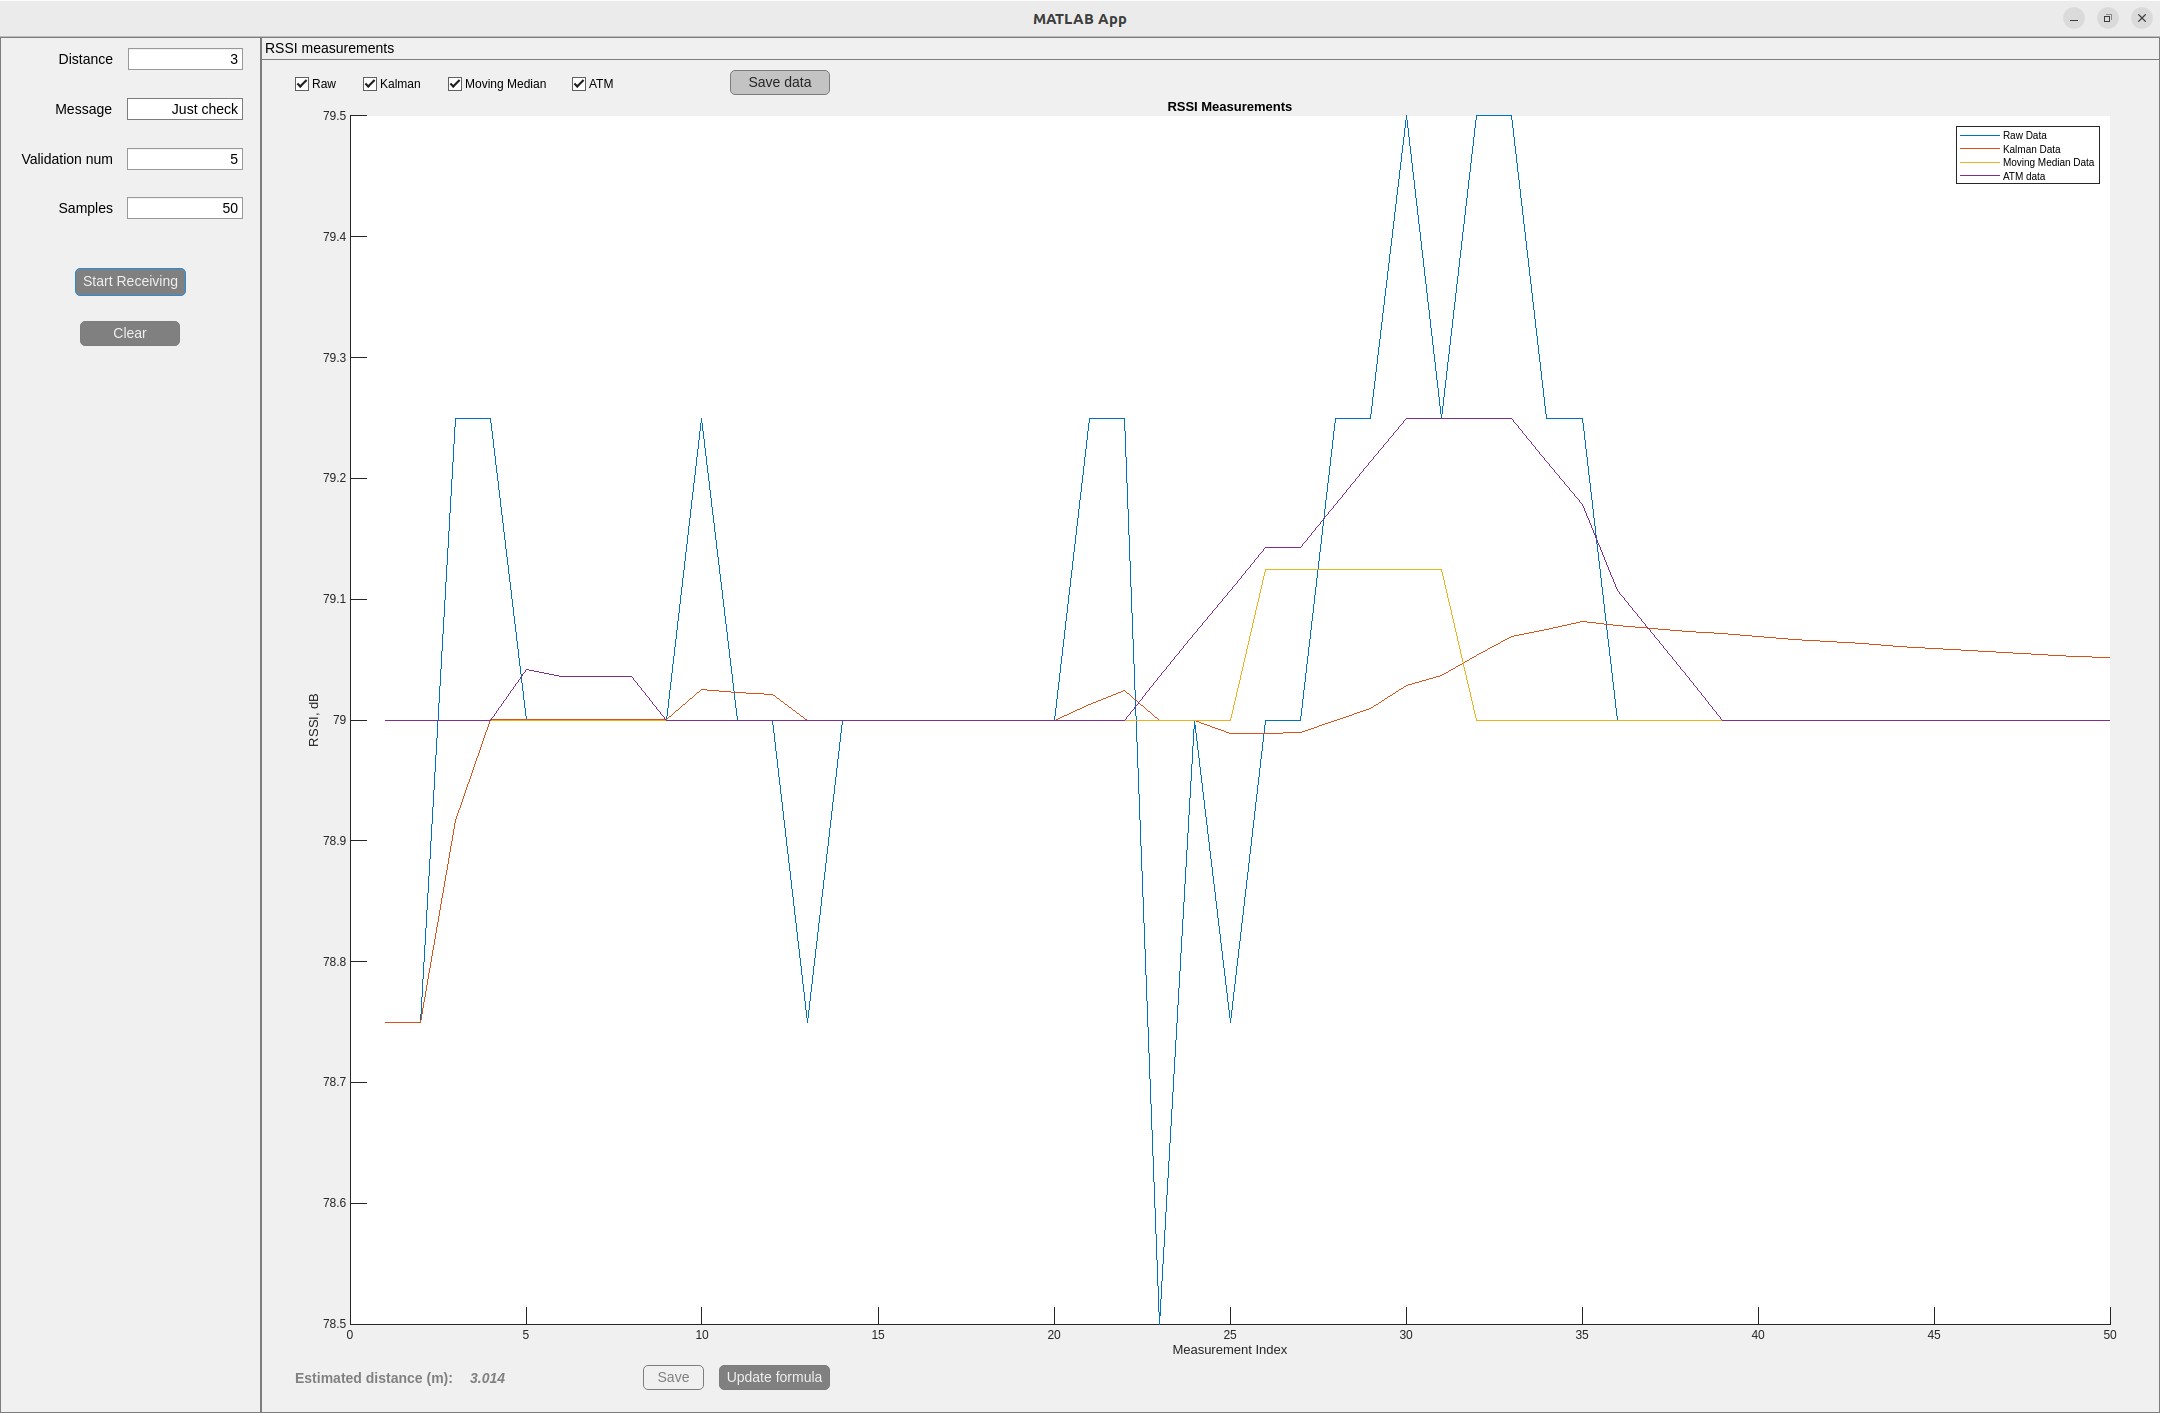 MATLAB App
Distance 3
Message Just check
Validation num 5
Samples 50
Start Receiving
Clear
RSSI measurements
Raw Kalman Moving Median ATM Save data
RSSI Measurements
79.5
79.4
79.3
79.2
79.1
79
78.9
78.8
78.7
78.6
78.5
RSSI, dB
Raw Data
Kalman Data
Moving Median Data
ATM data
0 5 10 15 20 25 30 35 40 45 50
Measurement Index
Estimated distance (m): 3.014 Save Update formula